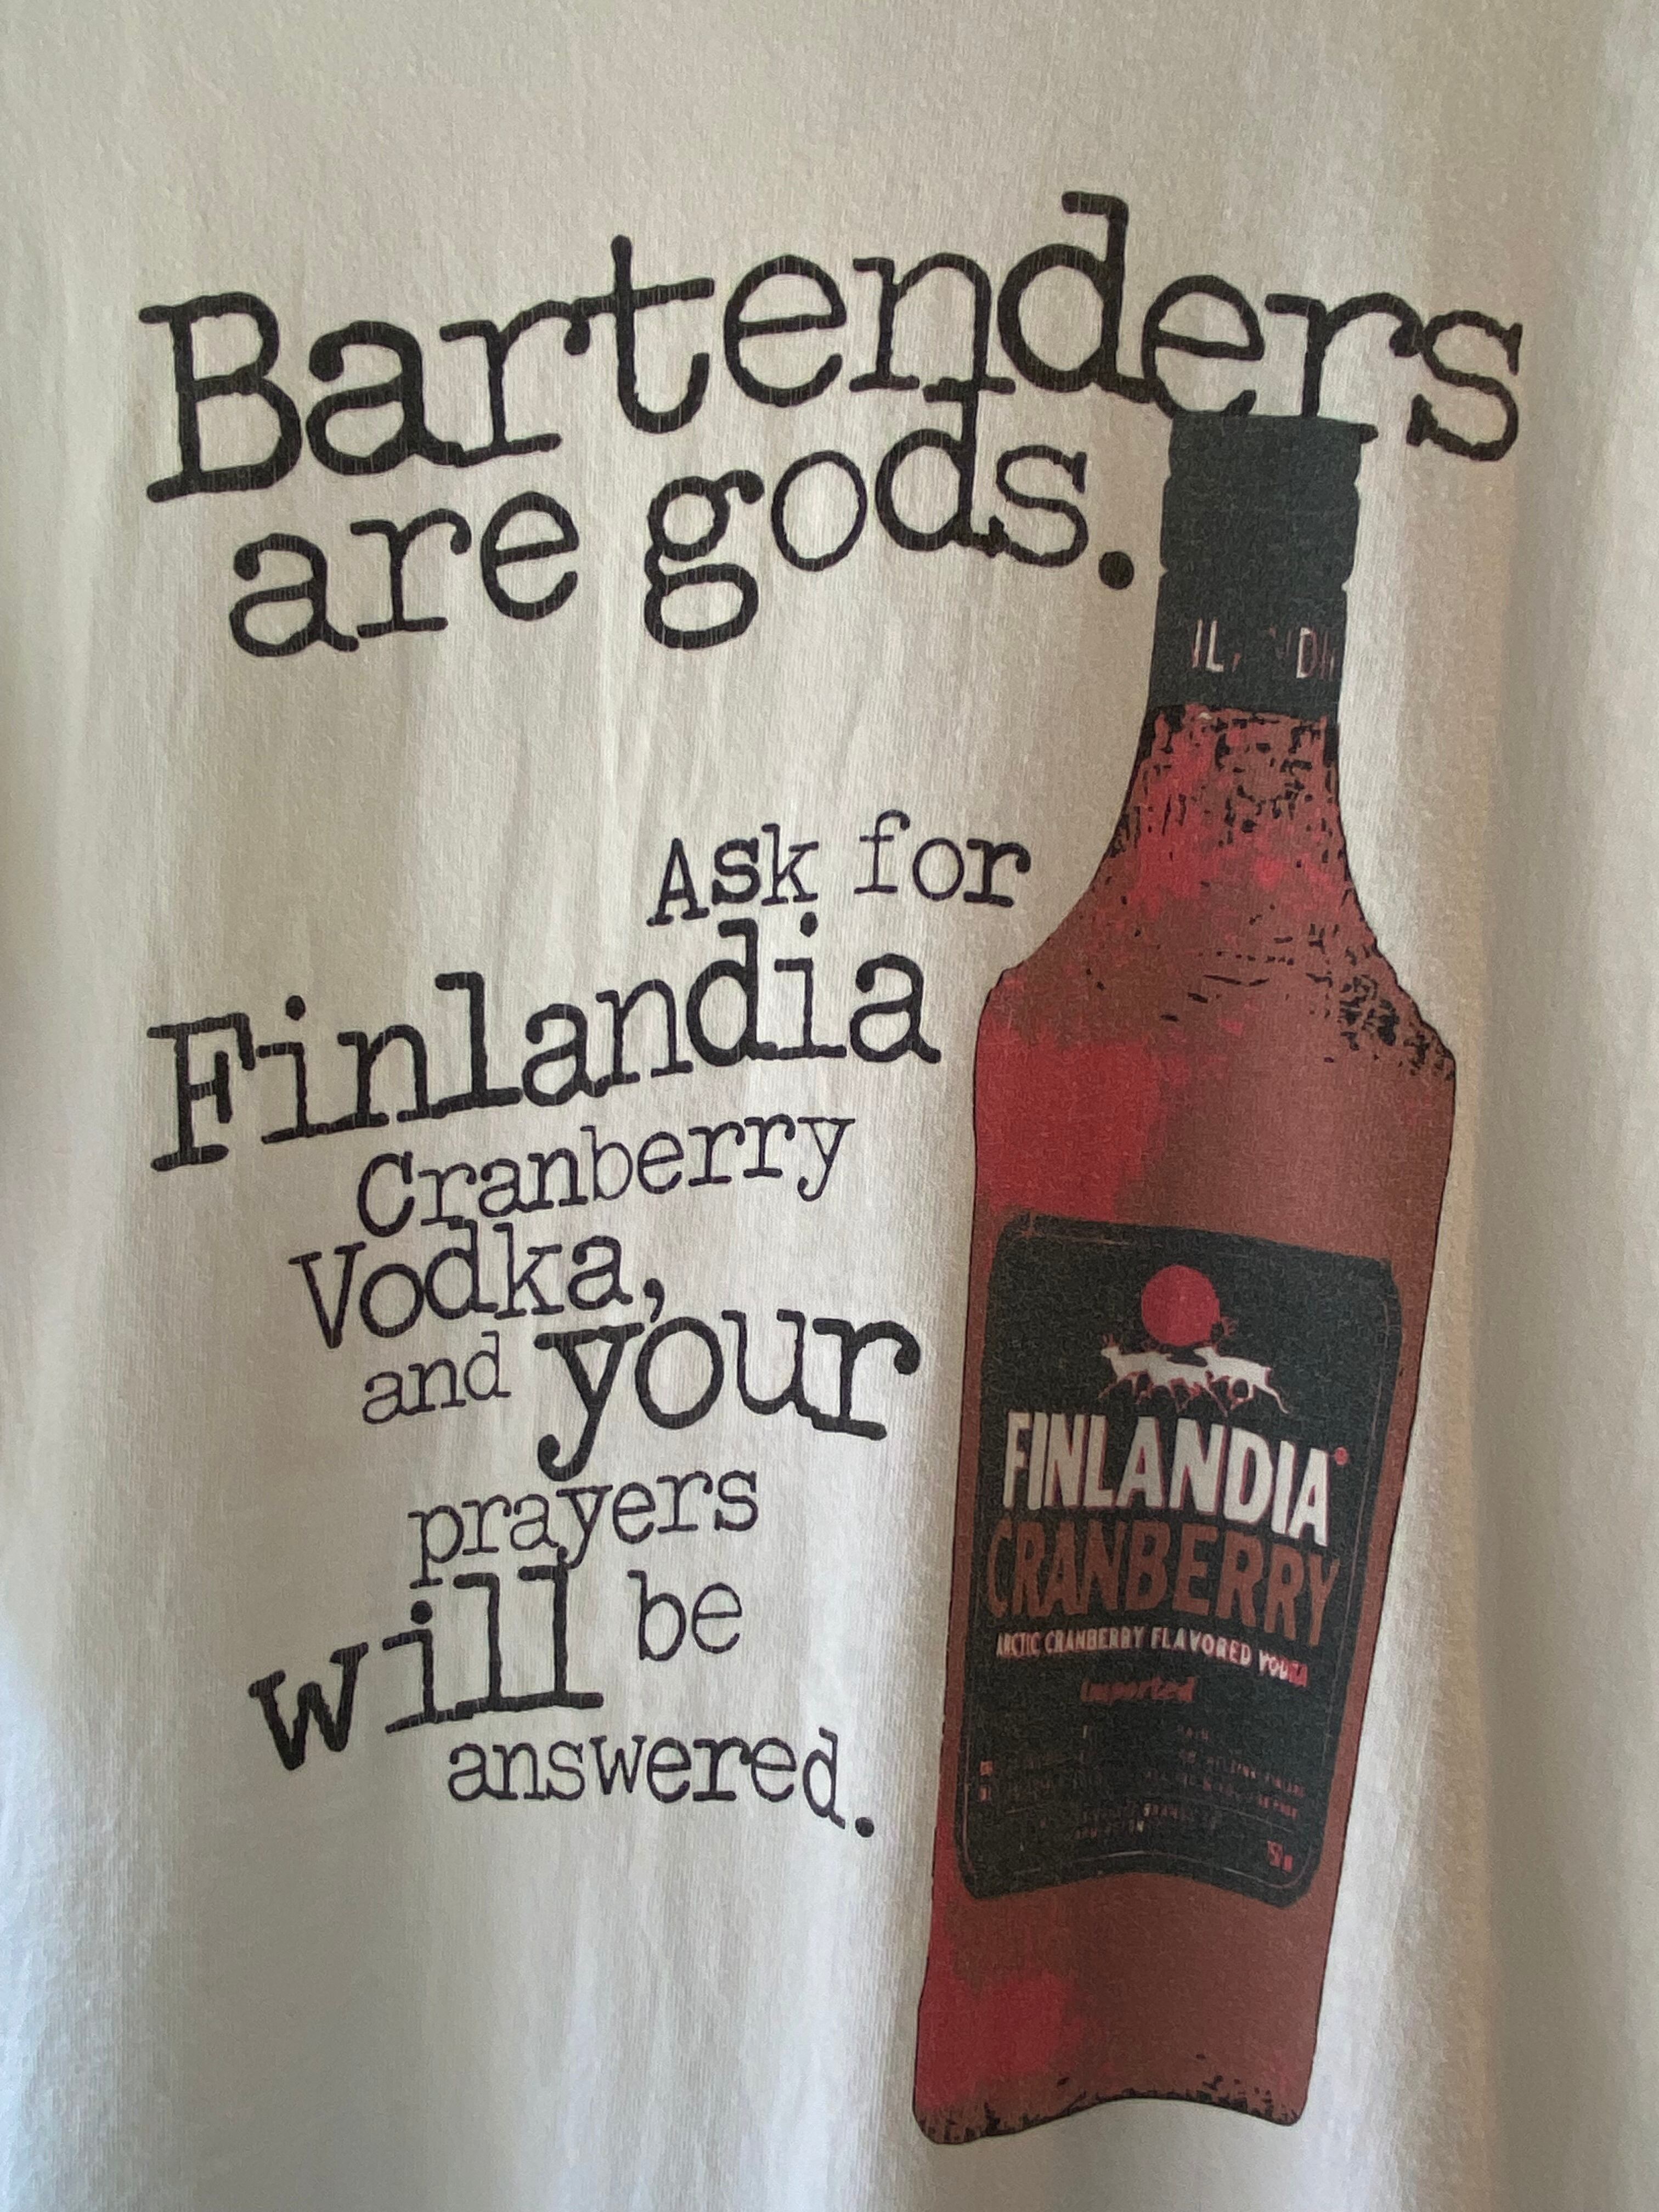 Bartenders
are gods.
Ask for
Finlandia
Cranberry
Vodka,
and your
prayers
will be
answered.
FINLANDIA
CRANBERRY
ARCTIC CRANBERRY FLAVORED VODKA
Imported